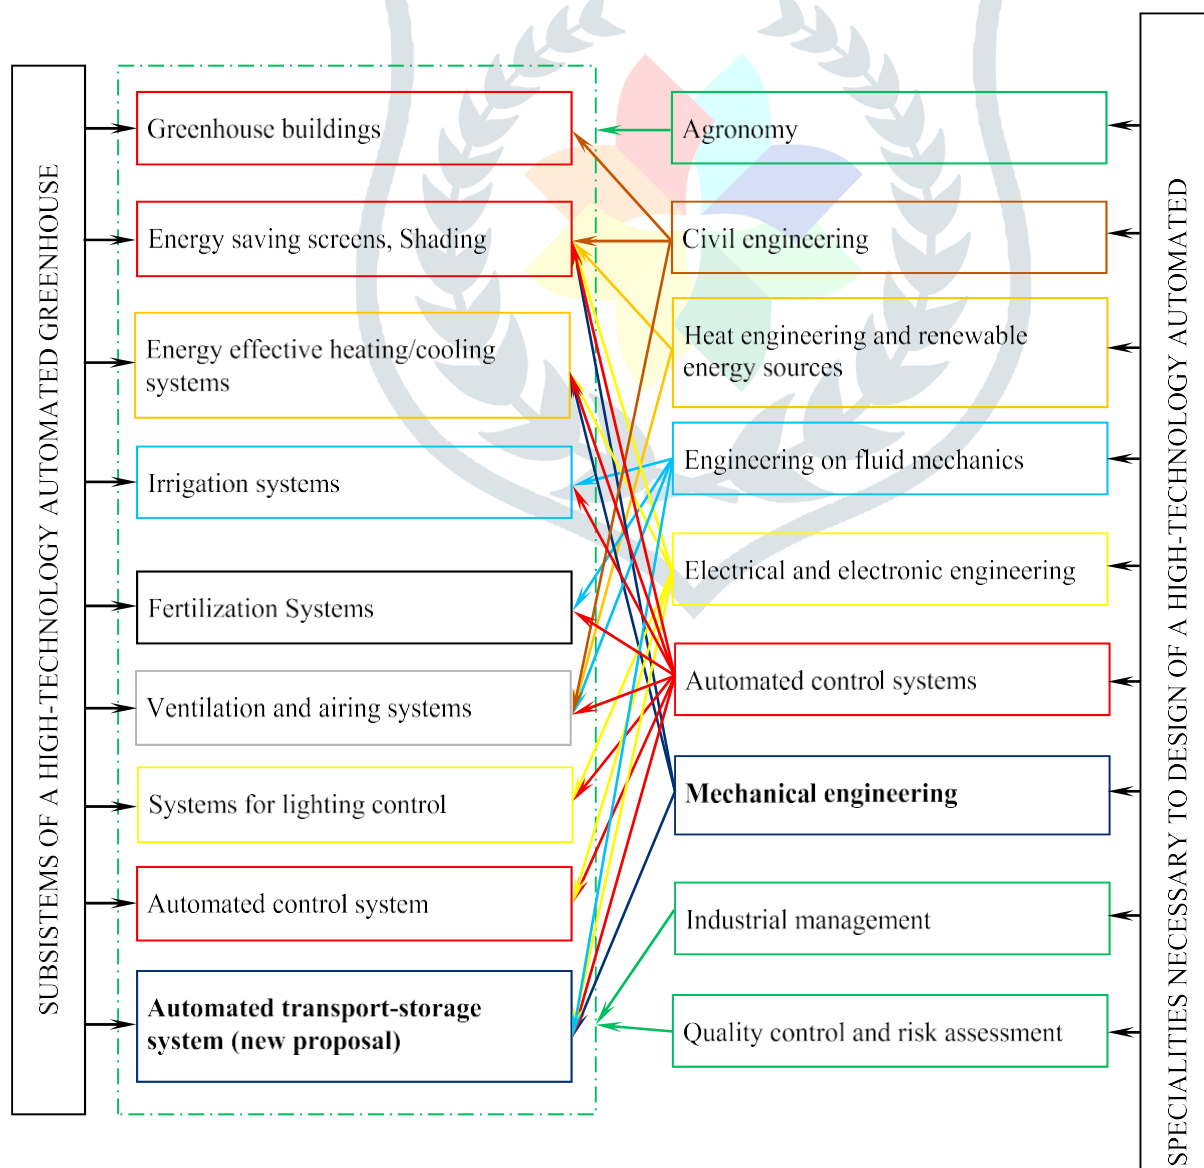 SUBSISTEMS OF A HIGH-TECHNOLOGY AUTOMATED GREENHOUSE
Greenhouse buildings
Energy saving screens, Shading
Energy effective heating/cooling
systems
Irrigation systems
Fertilization Systems
Ventilation and airing systems
Systems for lighting control
Automated control system
Automated transport-storage
system (new proposal)
Agronomy
Civil engineering
Heat engineering and renewable
energy sources
Engineering on fluid mechanics
Electrical and electronic engineering
Automated control systems
Mechanical engineering
Industrial management
Quality control and risk assessment
SPECIALITIES NECESSARY TO DESIGN OF A HIGH-TECHNOLOGY AUTOMATED